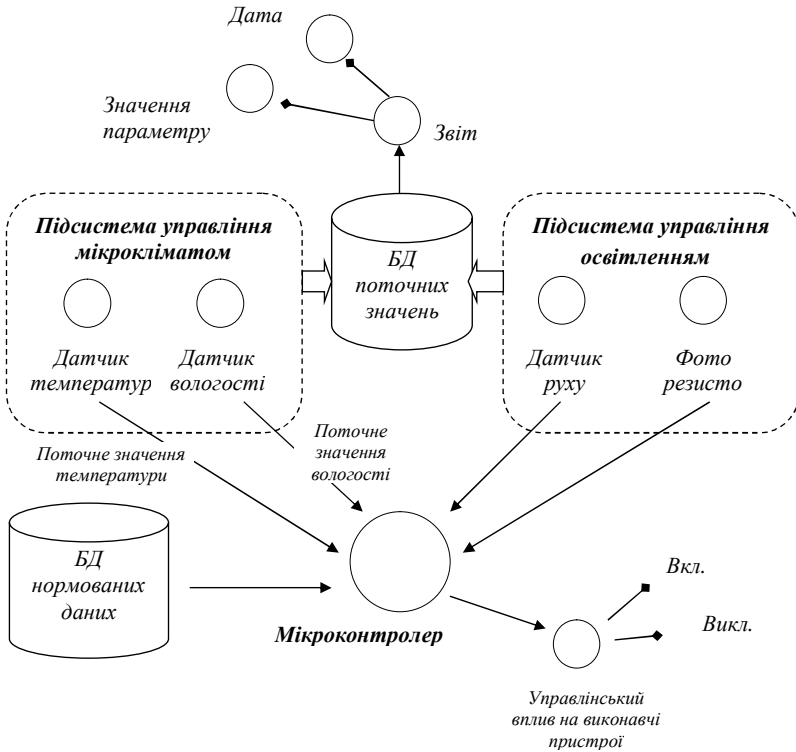 Дата
Значення
параметру
Звіт
Підсистема управління
мікрокліматом
БД
поточних
значень
Підсистема управління
освітленням
Датчик
температур
Датчик
вологості
Датчик
руху
Фото
резисто
Поточне значення
температури
Поточне
значення
вологості
БД
нормованих
даних
Мікроконтролер
Вкл.
Викл.
Управлінський
вплив на виконавчі
пристрої